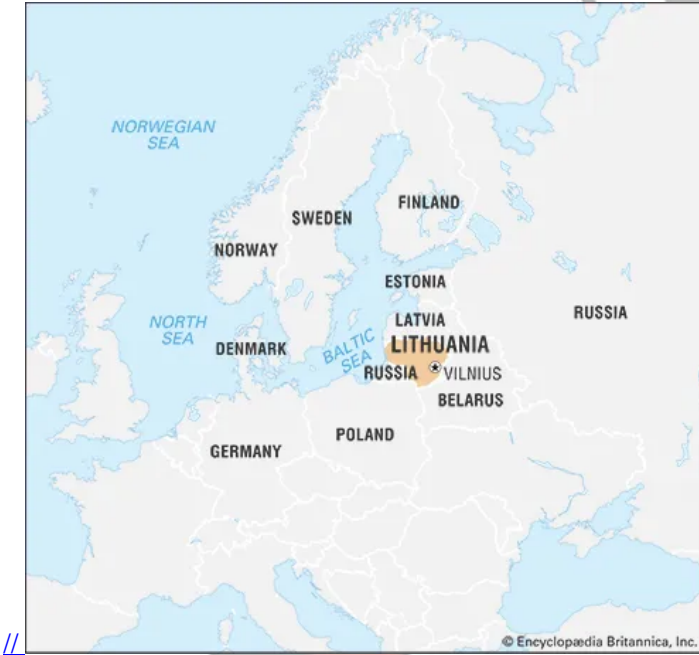 NORWEGIAN
SEA
FINLAND
SWEDEN
NORWAY
ESTONIA
RUSSIA
LATVIA
NORTH
SEA
DENMARK
BALTIC
SEA
LITHUANIA
RUSSIA
VILNIUS
BELARUS
POLAND
GERMANY
//
© Encyclopædia Britannica, Inc.